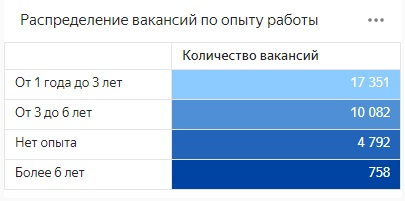 Распределение вакансий по опыту работы
Количество вакансий
От 1 года до 3 лет 17 351
От 3 до 6 лет 10 082
Нет опыта 4 792
Более 6 лет 758